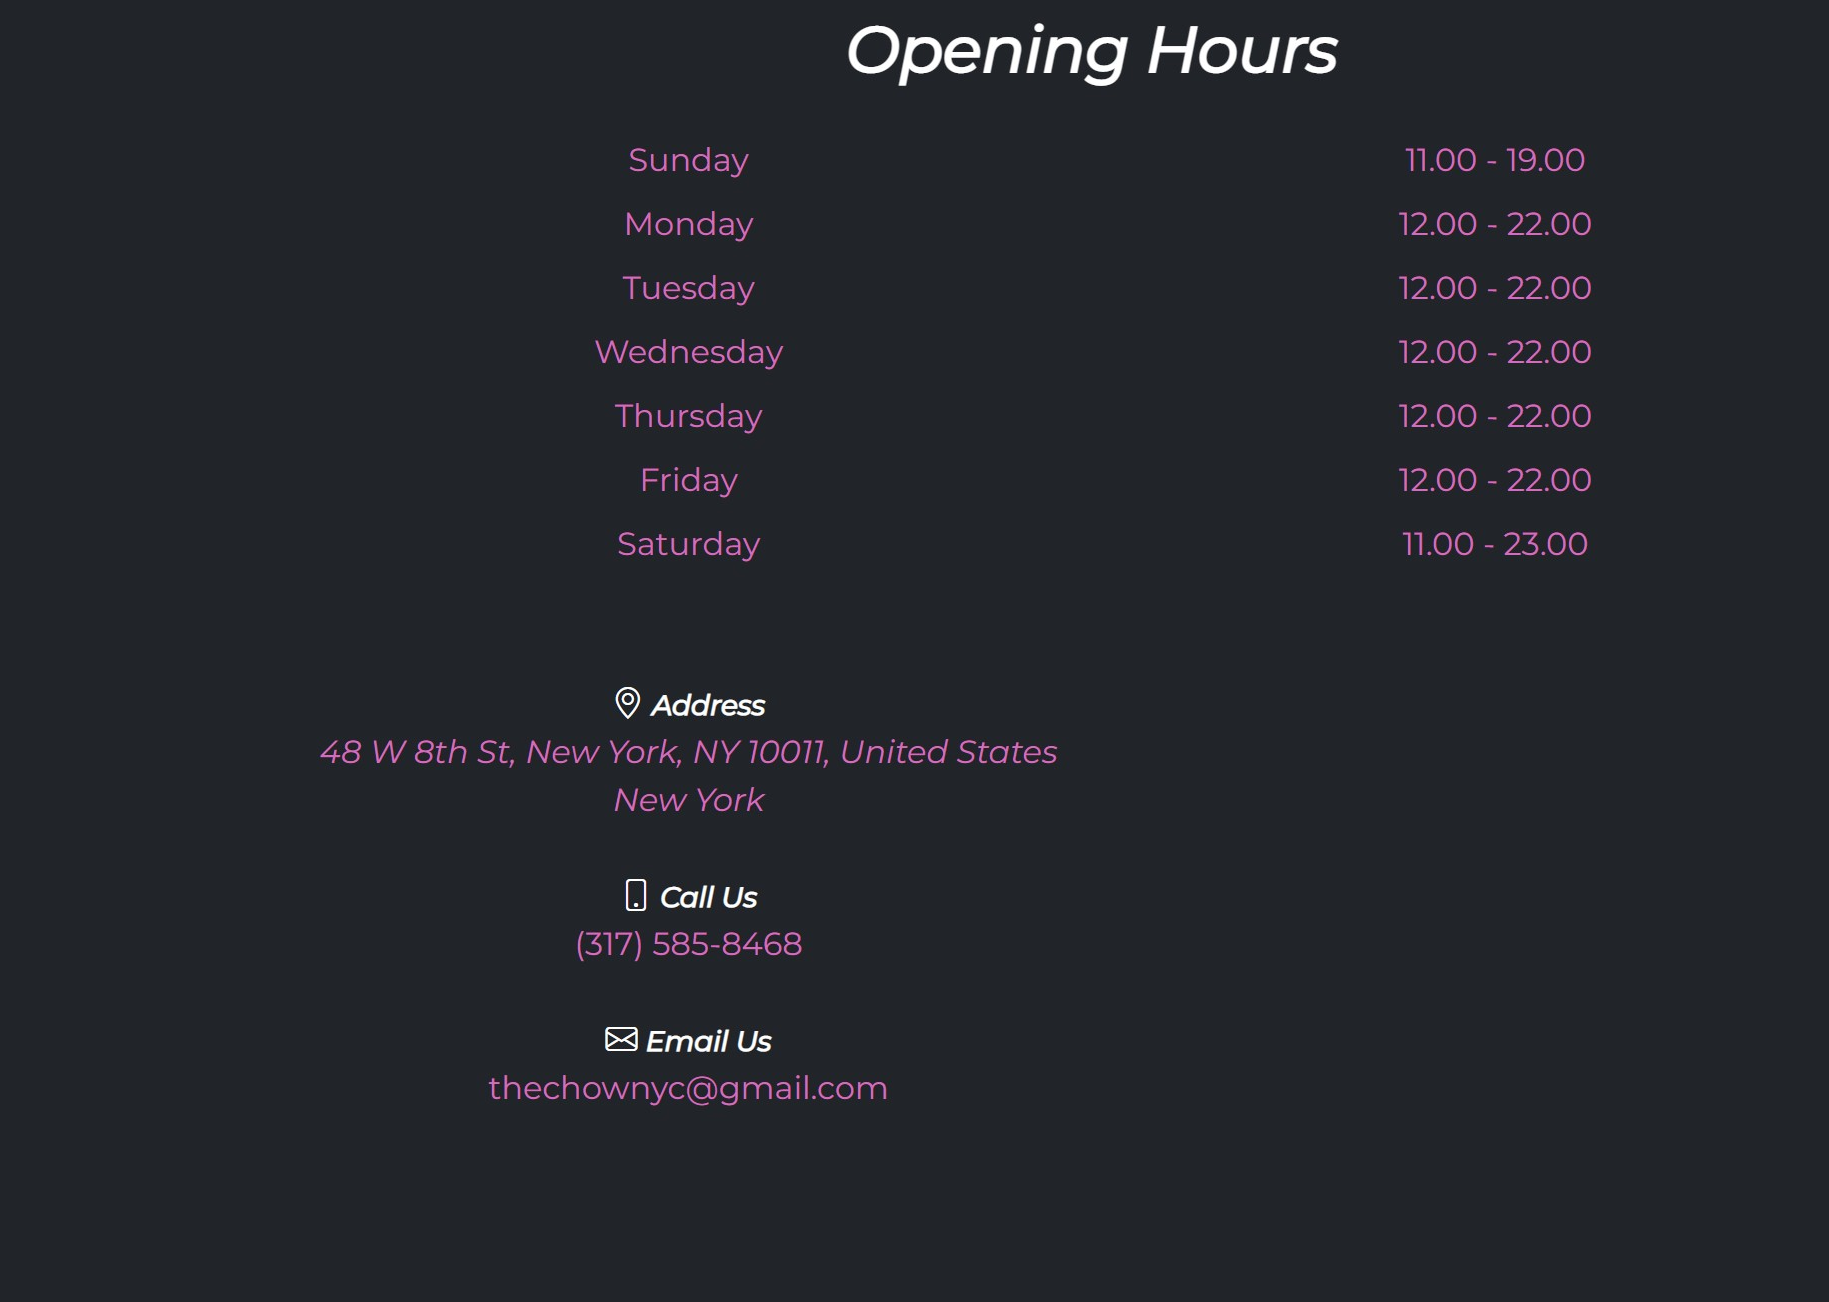 Opening Hours
Sunday 11.00 - 19.00
Monday 12.00 - 22.00
Tuesday 12.00 - 22.00
Wednesday 12.00 - 22.00
Thursday 12.00 - 22.00
Friday 12.00 - 22.00
Saturday 11.00 - 23.00
Address
48 W 8th St, New York, NY 10011, United States
New York
Call Us
(317) 585-8468
Email Us
thechownyc@gmail.com